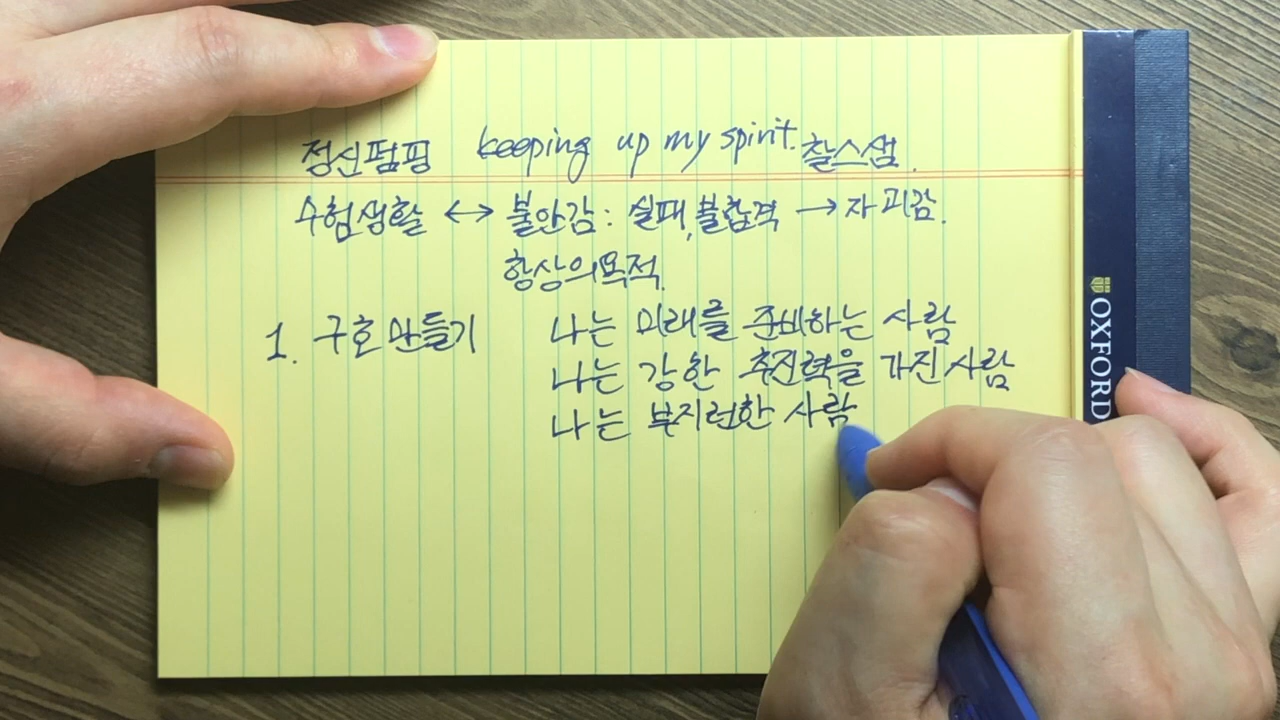 정신펌핑 keeping up my spirit. 찰스샘.
수험생활 ↔ 불안감 : 실패, 불합격 → 자괴감.
항상의목적.
1. 구호만들기 나는 미래를 준비하는 사람
나는 강한 추진력을 가진 사람
나는 부지런한 사람
OXFORD